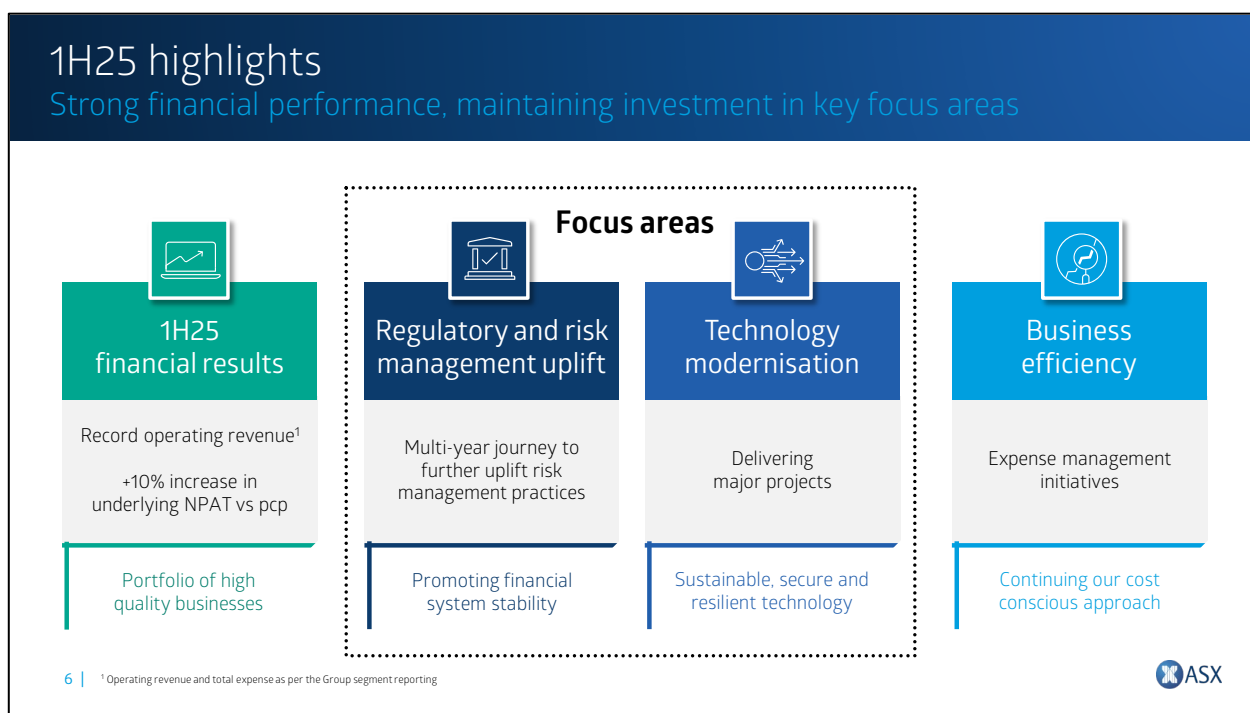 1H25 highlights
Strong financial performance, maintaining investment in key focus areas
Focus areas
1H25
financial results
Record operating revenue¹
+10% increase in
underlying NPAT vs pcp
Portfolio of high
quality businesses
Regulatory and risk
management uplift
Multi-year journey to
further uplift risk
management practices
Promoting financial
system stability
Technology
modernisation
Delivering
major projects
Sustainable, secure and
resilient technology
Business
efficiency
Expense management
initiatives
Continuing our cost
conscious approach
6 | ¹ Operating revenue and total expense as per the Group segment reporting
ASX